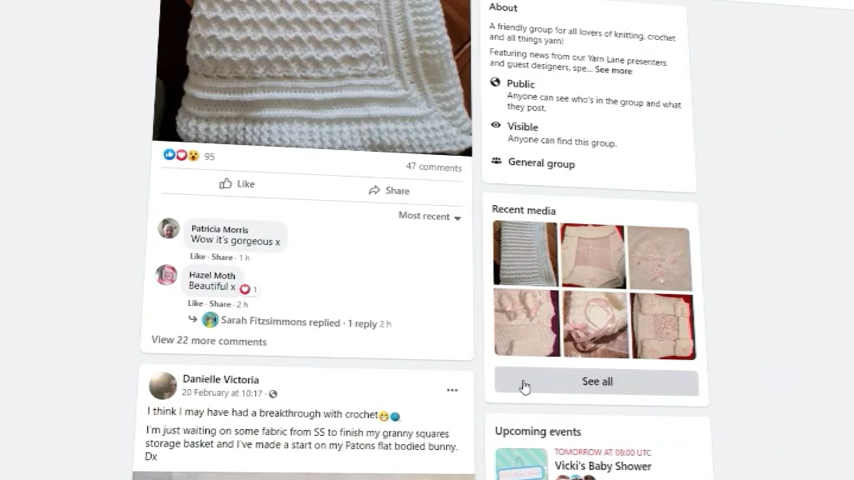 95
47 comments
Like
Share
Most recent
Patricia Morris
Wow it's gorgeous x
Like · Share · 1 h
Hazel Moth
Beautiful x
1
Like · Share · 2 h
Sarah Fitzsimmons replied · 1 reply 2 h
View 22 more comments
Danielle Victoria
20 February at 10:17 ·
I think I may have had a breakthrough with crochet
I'm just waiting on some fabric from SS to finish my granny squares
storage basket and I've made a start on my Patons flat bodied bunny.
Dx
About
A friendly group for all lovers of knitting, crochet
and all things yarn!
Featuring news from our Yarn Lane presenters
and guest designers, spe... See more
Public
Anyone can see who's in the group and what
they post.
Visible
Anyone can find this group.
General group
Recent media
See all
Upcoming events
TOMORROW AT 08:00 UTC
Vicki's Baby Shower